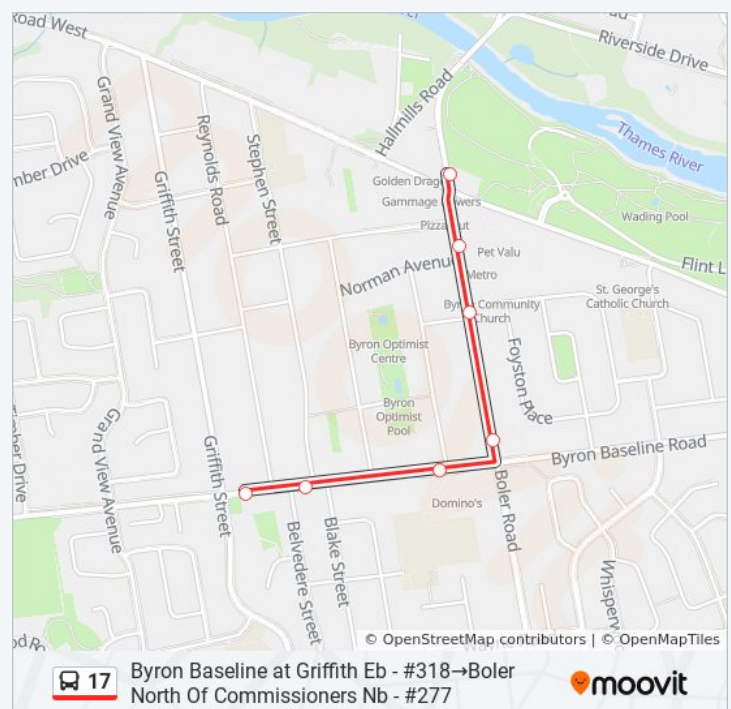 Road West
Riverside Drive
Hallmills Road
Grand View Avenue
Reynolds Road
Stephen Street
Thames River
mber Drive
Golden Drag
Griffith Street
Gammage
wers
Wading Pool
Pizza
ut
Pet Valu
Norman Avenue
Metro
Flint L
St. George's
Catholic Church
Community
Church
Byron Optimist
Centre
Foyston Place
Byron
Optimist
Pool
Grand View Avenue
Griffith Street
Byron Baseline Road
Boler Road
Domino's
Belvedere Street
Blake Street
© OpenStreetMap contributors | © OpenMapTiles
17
Byron Baseline at Griffith Eb - #318→Boler
North Of Commissioners Nb - #277
moovit